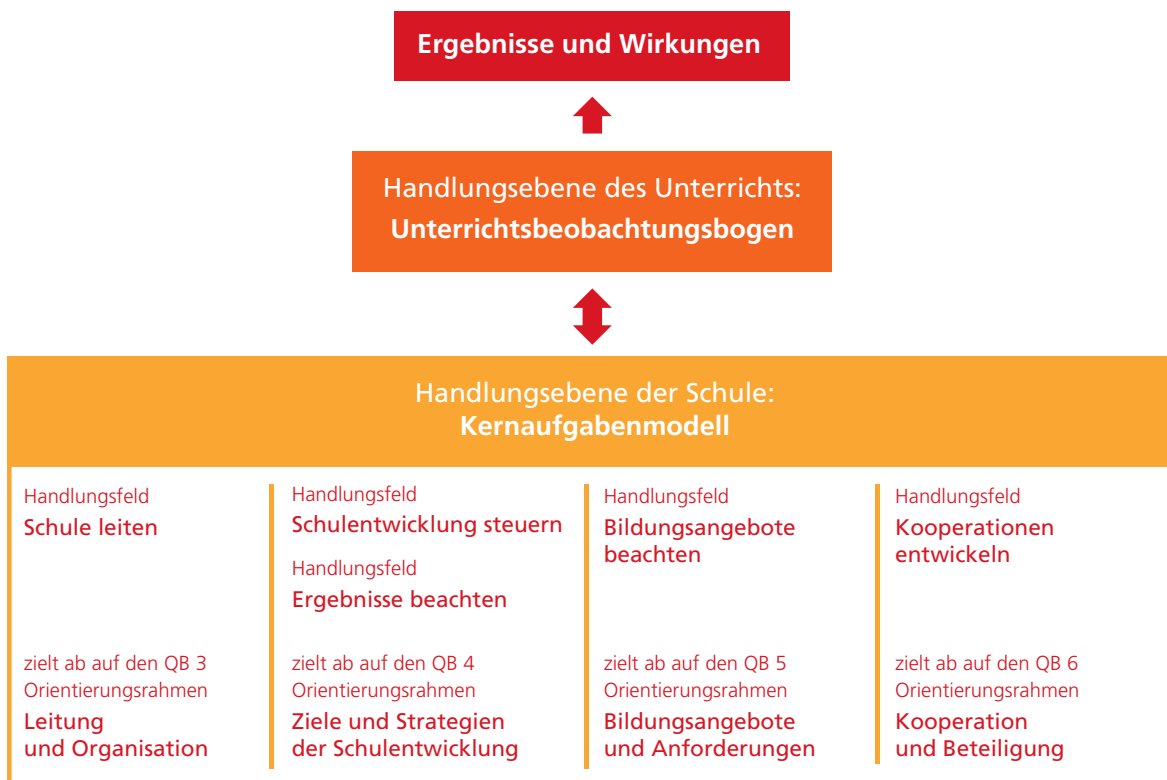 Ergebnisse und Wirkungen
Handlungsebene des Unterrichts:
Unterrichtsbeobachtungsbogen
Handlungsebene der Schule:
Kernaufgabenmodell
Handlungsfeld
Schule leiten
zielt ab auf den QB 3
Orientierungsrahmen
Leitung
und Organisation
Handlungsfeld
Schulentwicklung steuern
Handlungsfeld
Ergebnisse beachten
zielt ab auf den QB 4
Orientierungsrahmen
Ziele und Strategien
der Schulentwicklung
Handlungsfeld
Bildungsangebote
beachten
zielt ab auf den QB 5
Orientierungsrahmen
Bildungsangebote
und Anforderungen
Handlungsfeld
Kooperationen
entwickeln
zielt ab auf den QB 6
Orientierungsrahmen
Kooperation
und Beteiligung